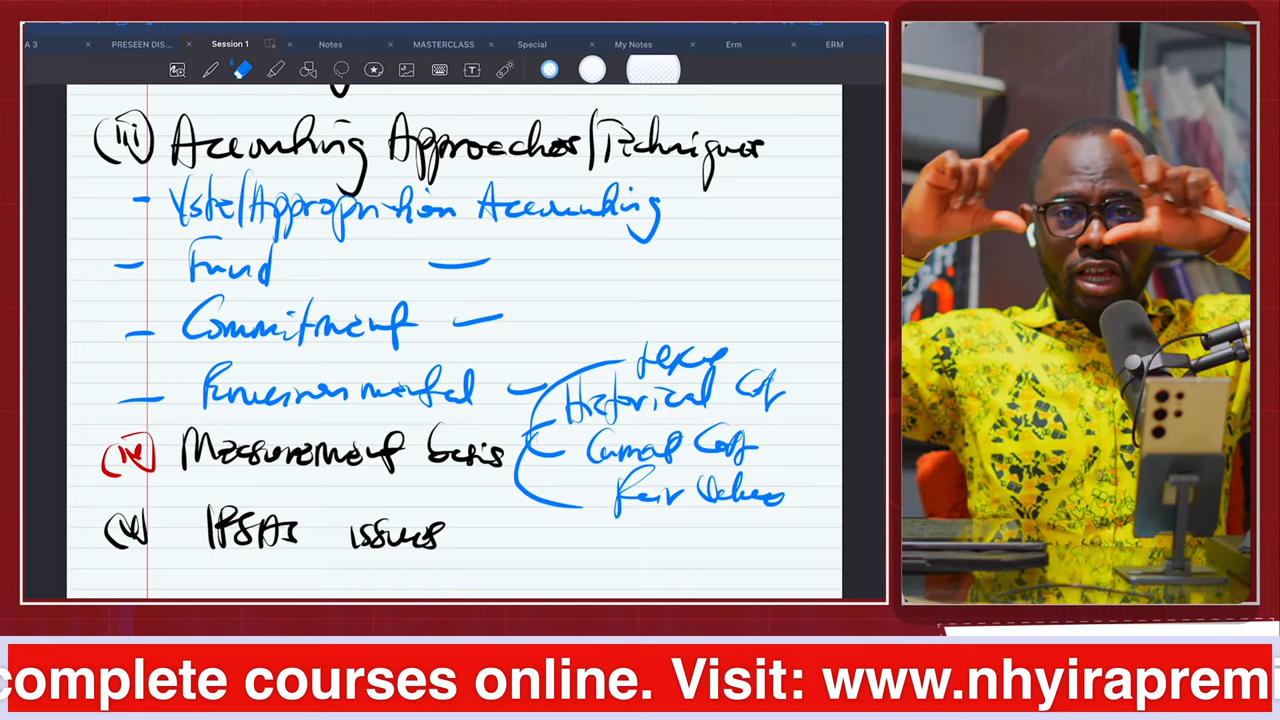 A 3 PRESEEN DIS... Session 1 Notes MASTERCLASS Special My Notes Erm ERM
(iii) Accounting Approaches/Techniques
- Vote/Appropriation Accounting
- Fund —
- Commitment —
-
Historical Cost
(iv) Measurement basis
Current Cost
Fair Values
(v) IPSAS issues
complete courses online. Visit: www.nhyiraprem